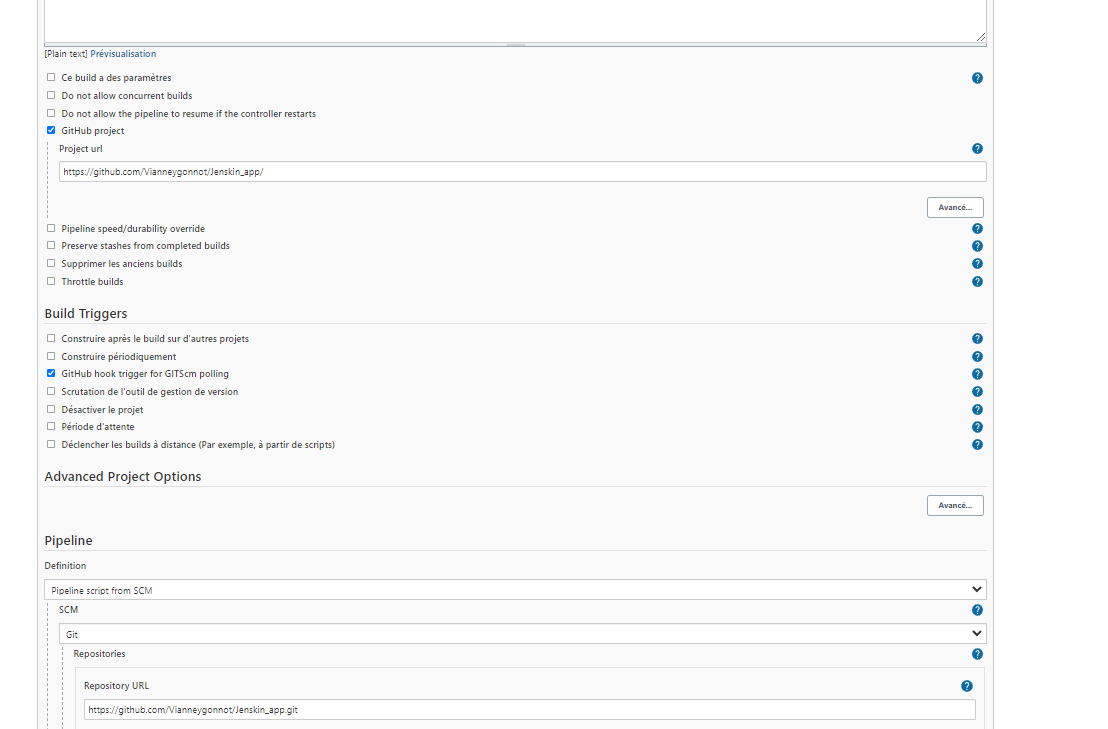 [Plain text] Prévisualisation
Ce build a des paramètres
Do not allow concurrent builds
Do not allow the pipeline to resume if the controller restarts
GitHub project
Project url
https://github.com/Vianneygonnot/Jenskin_app/
Avancé...
Pipeline speed/durability override
Preserve stashes from completed builds
Supprimer les anciens builds
Throttle builds
Build Triggers
Construire après le build sur d'autres projets
Construire périodiquement
GitHub hook trigger for GITScm polling
Scrutation de l'outil de gestion de version
Désactiver le projet
Période d'attente
Déclencher les builds à distance (Par exemple, à partir de scripts)
Advanced Project Options
Avancé...
Pipeline
Definition
Pipeline script from SCM
SCM
Git
Repositories
Repository URL
https://github.com/Vianneygonnot/Jenskin_app.git